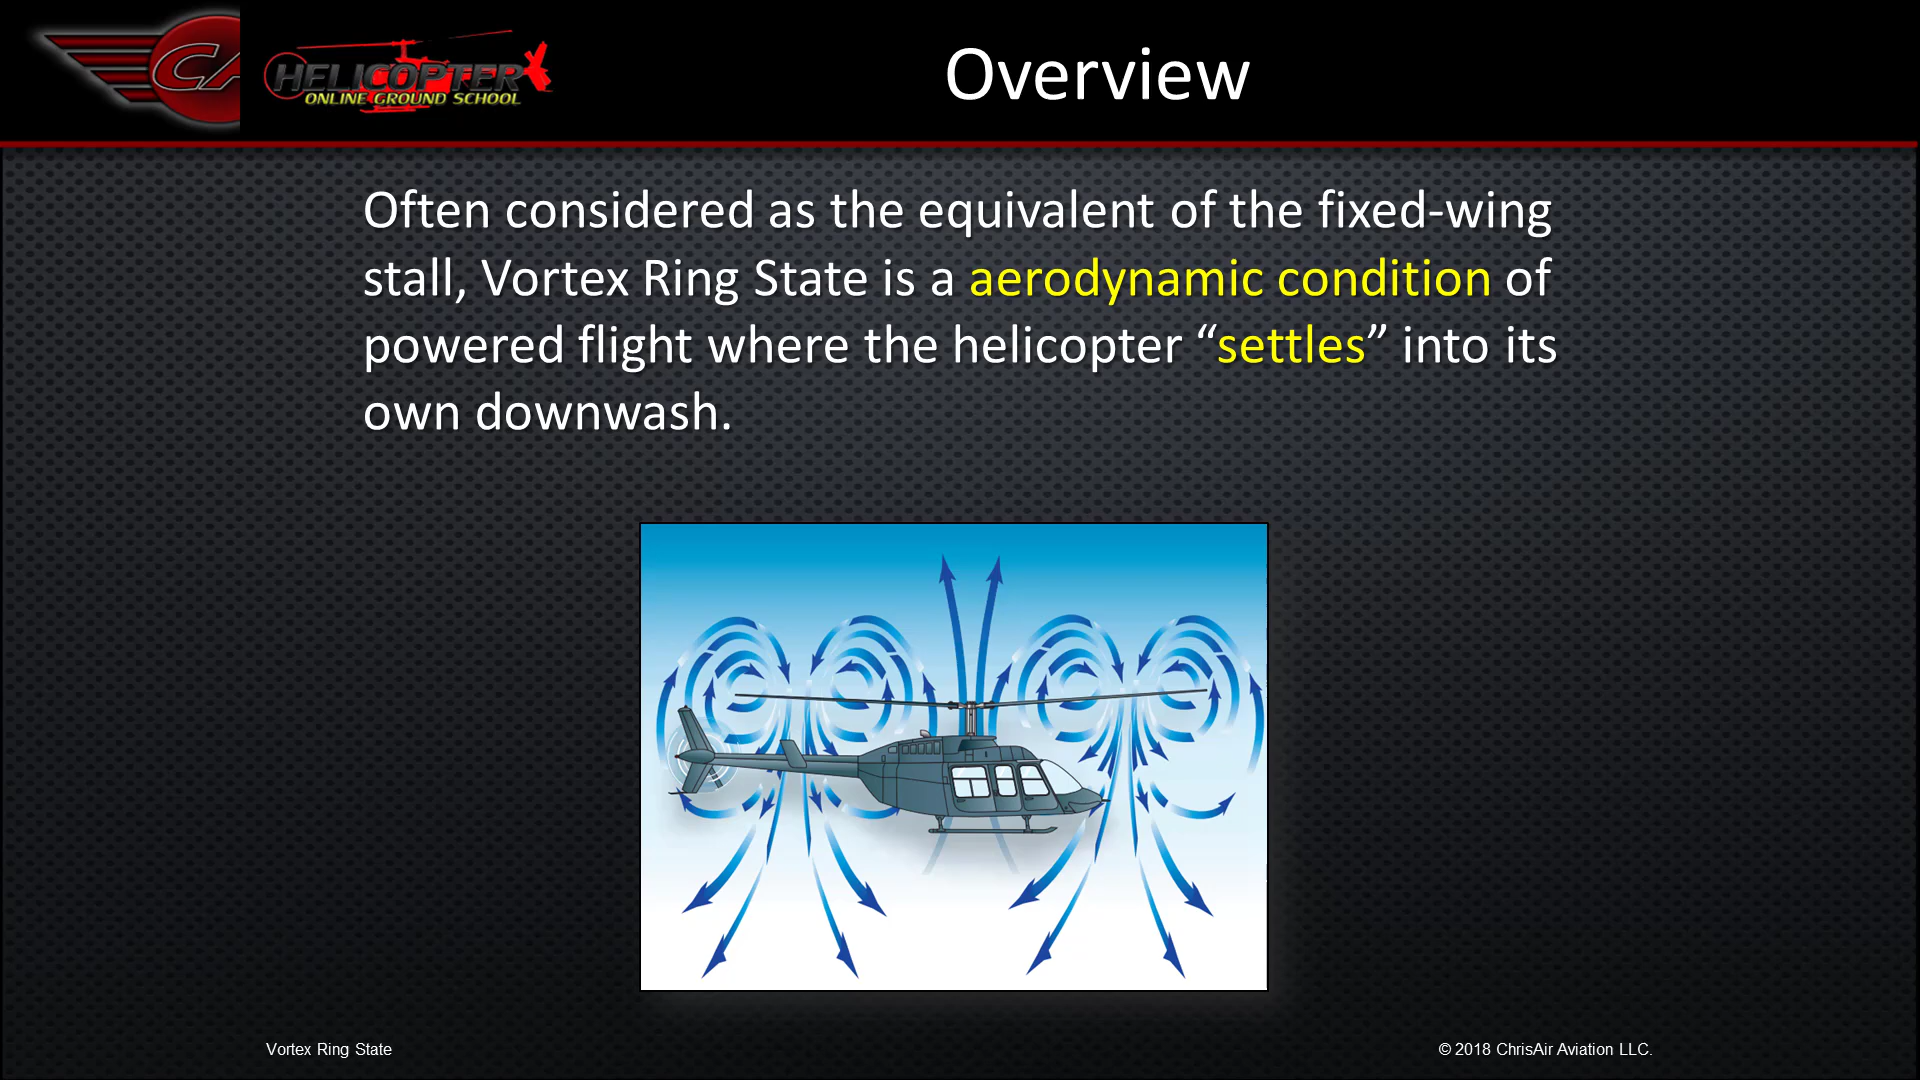 HELICOPTER
ONLINE GROUND SCHOOL
Overview
Often considered as the equivalent of the fixed-wing
stall, Vortex Ring State is a aerodynamic condition of
powered flight where the helicopter “settles” into its
own downwash.
Vortex Ring State
© 2018 ChrisAir Aviation LLC.